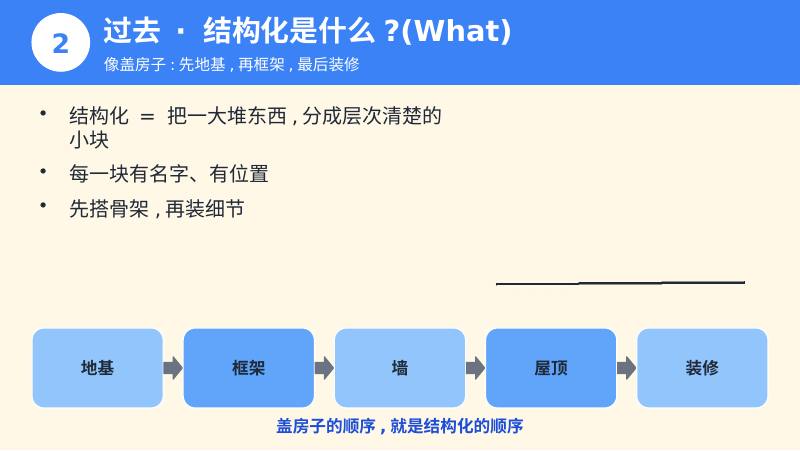 2
过去 · 结构化是什么?(What)
像盖房子:先地基,再框架,最后装修
• 结构化 = 把一大堆东西,分成层次清楚的
小块
• 每一块有名字、有位置
• 先搭骨架,再装细节
地基
框架
墙
屋顶
装修
盖房子的顺序,就是结构化的顺序